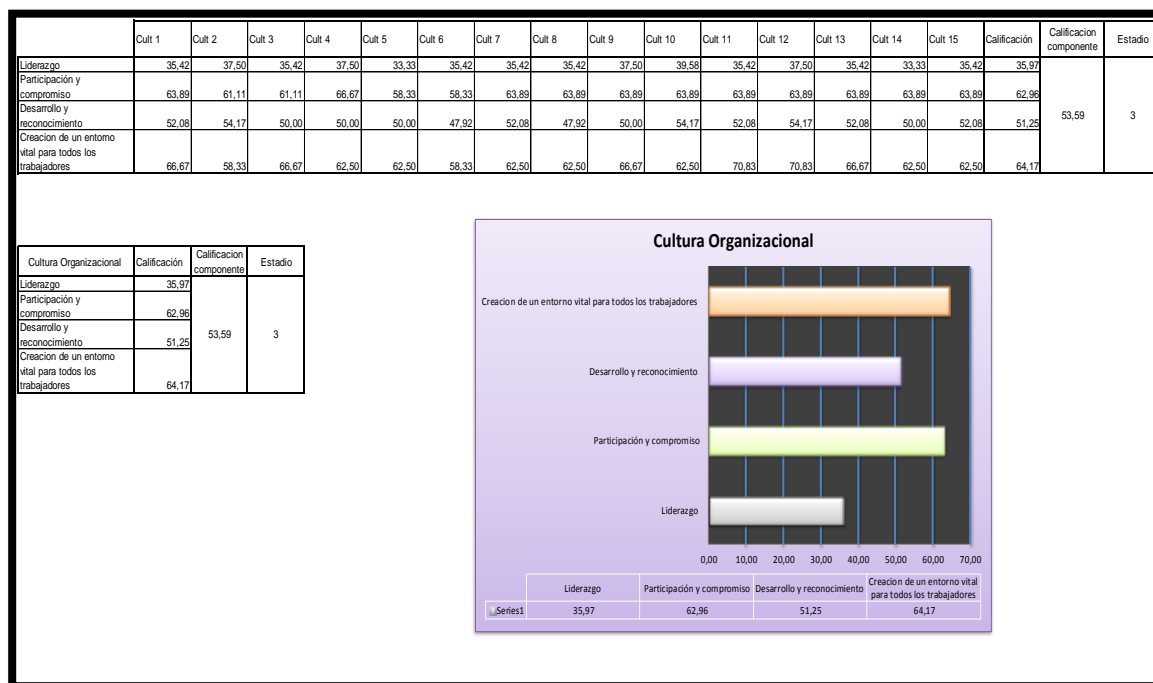 Cult 1 Cult 2 Cult 3 Cult 4 Cult 5 Cult 6 Cult 7 Cult 8 Cult 9 Cult 10 Cult 11 Cult 12 Cult 13 Cult 14 Cult 15 Calificación Calificacion componente Estadio
Liderazgo 35,42 37,50 35,42 37,50 33,33 35,42 35,42 35,42 37,50 39,58 35,42 37,50 35,42 33,33 35,42 35,97
Participación y
compromiso 63,89 61,11 61,11 66,67 58,33 58,33 63,89 63,89 63,89 63,89 63,89 63,89 63,89 63,89 63,89 62,96
53,59 3
Desarrollo y
reconocimiento 52,08 54,17 50,00 50,00 50,00 47,92 52,08 47,92 50,00 54,17 52,08 54,17 52,08 50,00 52,08 51,25
Creacion de un entorno
vital para todos los
trabajadores 66,67 58,33 66,67 62,50 62,50 58,33 62,50 62,50 66,67 62,50 70,83 70,83 66,67 62,50 62,50 64,17
Cultura Organizacional Calificación Calificacion componente Estadio
Liderazgo 35,97
Participación y
compromiso 62,96
53,59 3
Desarrollo y
reconocimiento 51,25
Creacion de un entorno
vital para todos los
trabajadores 64,17
Cultura Organizacional
Creacion de un entorno vital para todos los trabajadores
Desarrollo y reconocimiento
Participación y compromiso
Liderazgo
0,00 10,00 20,00 30,00 40,00 50,00 60,00 70,00
Liderazgo Participación y compromiso Desarrollo y reconocimiento Creacion de un entorno vital para todos los trabajadores
Series1 35,97 62,96 51,25 64,17